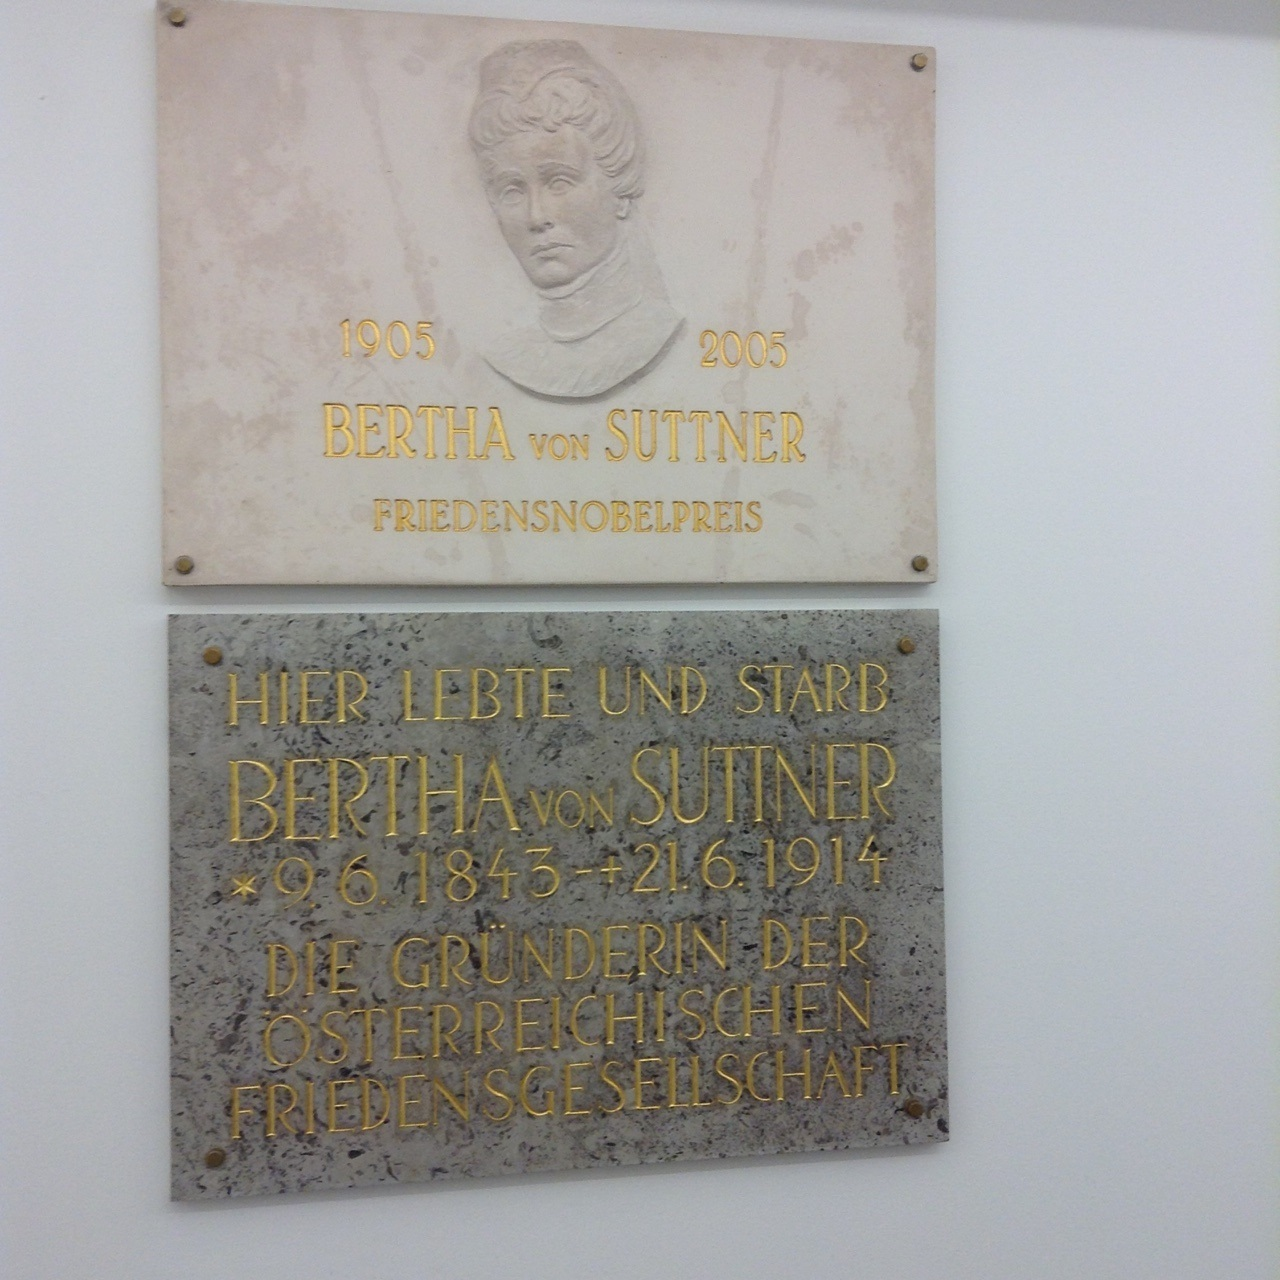 1905 2005
BERTHA VON SUTTNER
FRIEDENSNOBELPREIS
HIER LEBTE UND STARB
BERTHA VON SUTTNER
* 9. 6. 1843 - + 21. 6. 1914
DIE GRÜNDERIN DER
ÖSTERREICHISCHEN
FRIEDENSGESELLSCHAFT